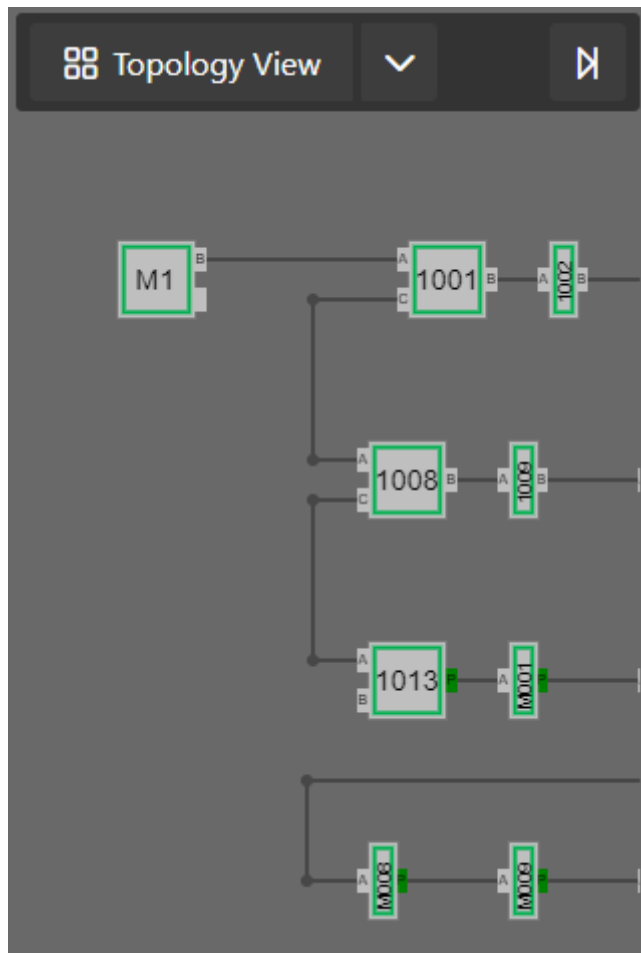 Topology View
M1 B A 1001 B A 1002 B
C
A 1008 B A 1009 B
C
A 1013 P A M001 P
B
A M008 P A M009 P